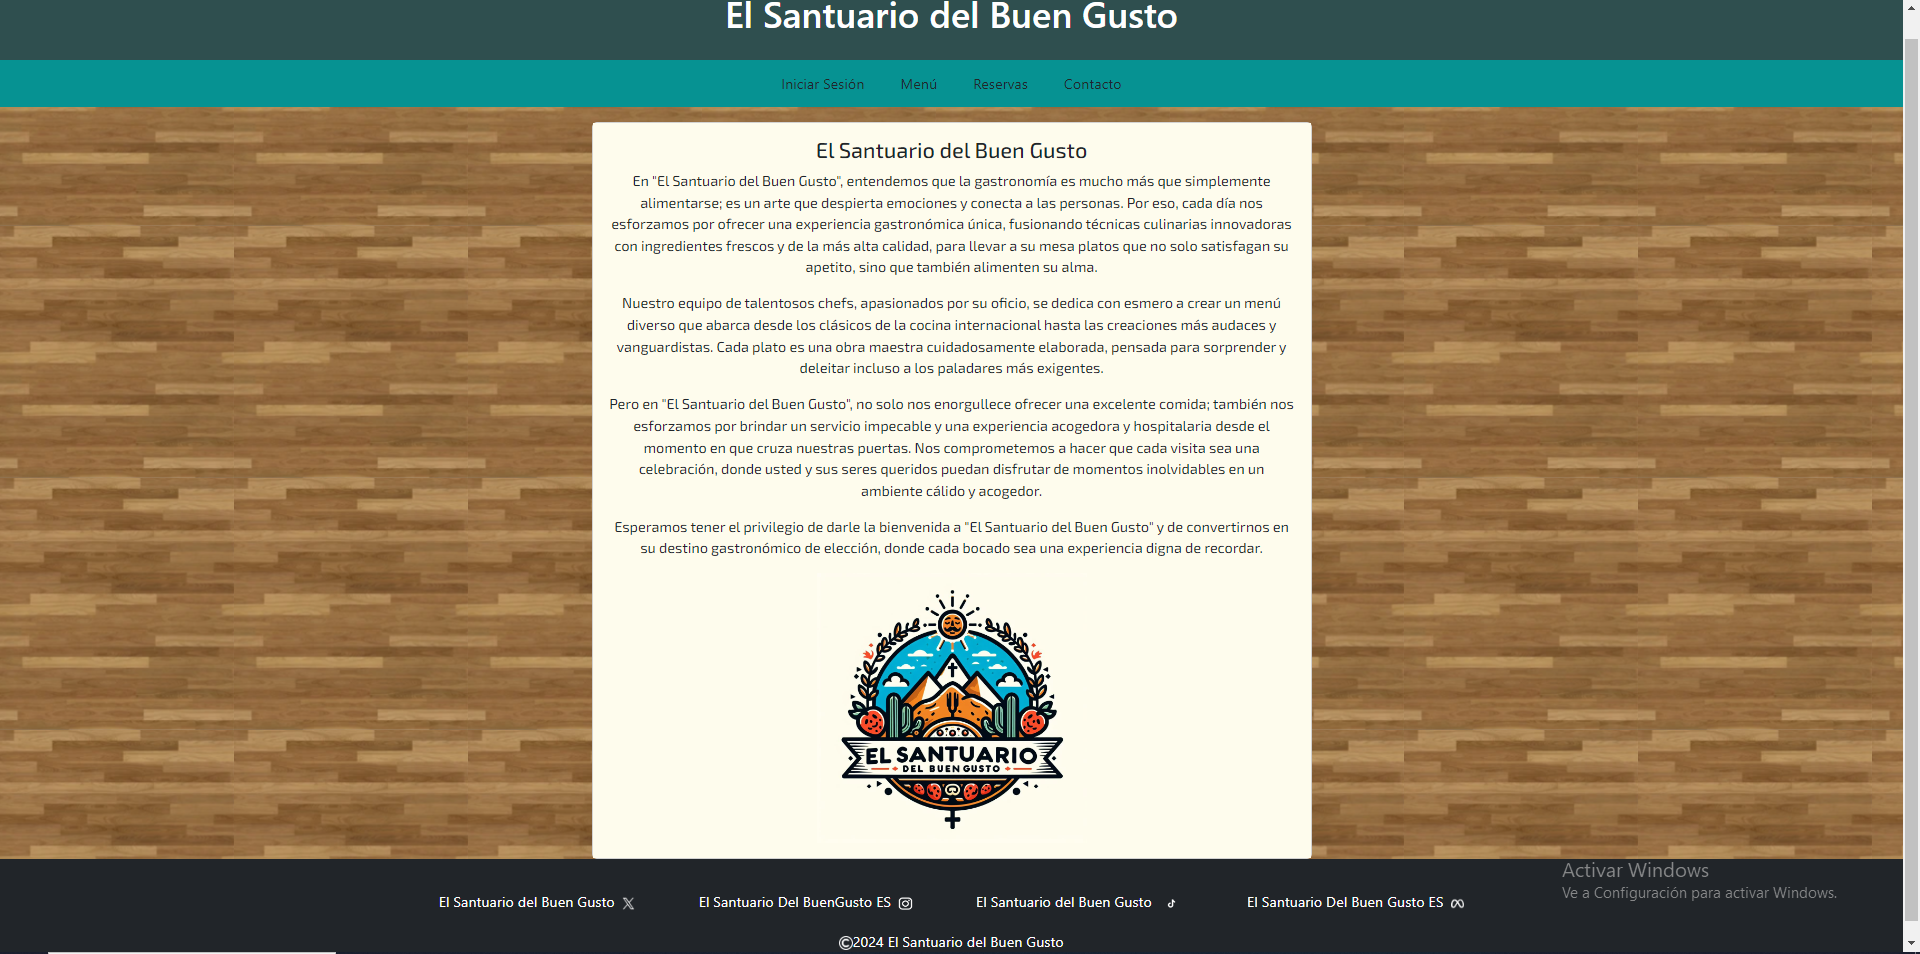 El Santuario del Buen Gusto
Iniciar Sesión Menú Reservas Contacto
El Santuario del Buen Gusto
En "El Santuario del Buen Gusto", entendemos que la gastronomía es mucho más que simplemente
alimentarse; es un arte que despierta emociones y conecta a las personas. Por eso, cada día nos
esforzamos por ofrecer una experiencia gastronómica única, fusionando técnicas culinarias innovadoras
con ingredientes frescos y de la más alta calidad, para llevar a su mesa platos que no solo satisfagan su
apetito, sino que también alimenten su alma.
Nuestro equipo de talentosos chefs, apasionados por su oficio, se dedica con esmero a crear un menú
diverso que abarca desde los clásicos de la cocina internacional hasta las creaciones más audaces y
vanguardistas. Cada plato es una obra maestra cuidadosamente elaborada, pensada para sorprender y
deleitar incluso a los paladares más exigentes.
Pero en "El Santuario del Buen Gusto", no solo nos enorgullece ofrecer una excelente comida; también nos
esforzamos por brindar un servicio impecable y una experiencia acogedora y hospitalaria desde el
momento en que cruza nuestras puertas. Nos comprometemos a hacer que cada visita sea una
celebración, donde usted y sus seres queridos puedan disfrutar de momentos inolvidables en un
ambiente cálido y acogedor.
Esperamos tener el privilegio de darle la bienvenida a "El Santuario del Buen Gusto" y de convertirnos en
su destino gastronómico de elección, donde cada bocado sea una experiencia digna de recordar.
EL SANTUARIO
DEL BUEN GUSTO
Activar Windows
Ve a Configuración para activar Windows.
El Santuario del Buen Gusto El Santuario Del BuenGusto ES El Santuario del Buen Gusto El Santuario Del Buen Gusto ES
©2024 El Santuario del Buen Gusto